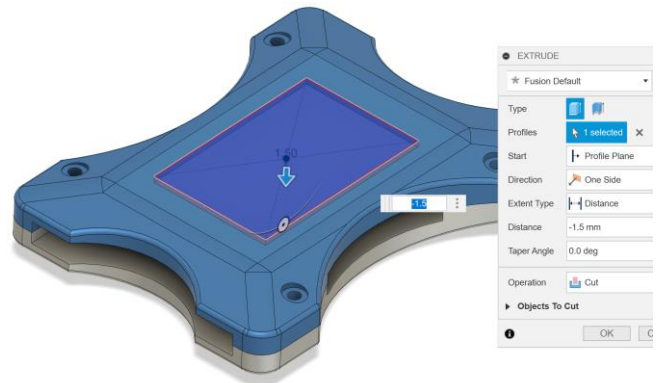 EXTRUDE
Fusion Default
Type
Profiles 1 selected ×
Start Profile Plane
Direction One Side
Extent Type Distance
Distance -1.5 mm
Taper Angle 0.0 deg
Operation Cut
Objects To Cut
OK
1.50
-1.5